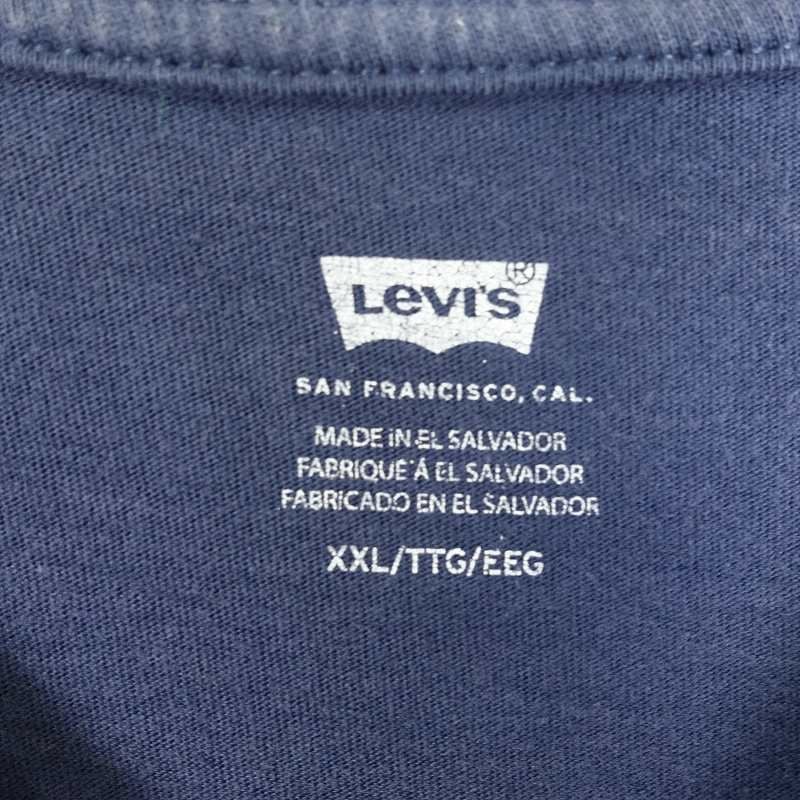 Levi's®
SAN FRANCISCO, CAL.
MADE IN EL SALVADOR
FABRIQUÉ Á EL SALVADOR
FABRICADO EN EL SALVADOR
XXL/TTG/EEG